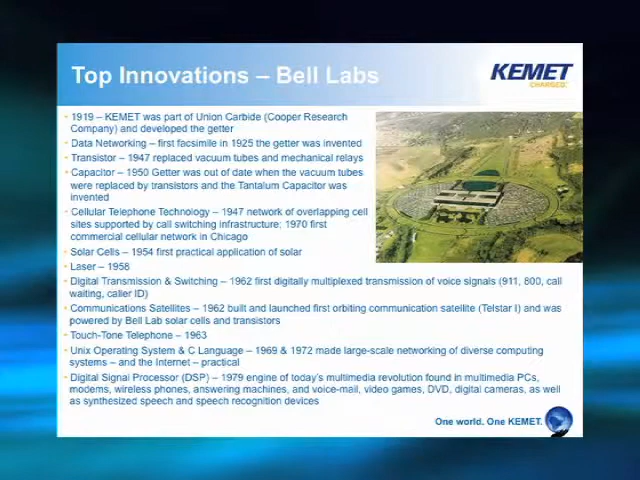 Top Innovations – Bell Labs
KEMET
CHARGED.
• 1919 – KEMET was part of Union Carbide (Cooper Research
Company) and developed the getter
• Data Networking – first facsimile in 1925 the getter was invented
• Transistor – 1947 replaced vacuum tubes and mechanical relays
• Capacitor – 1950 Getter was out of date when the vacuum tubes
were replaced by transistors and the Tantalum Capacitor was
invented
• Cellular Telephone Technology – 1947 network of overlapping cell
sites supported by call switching infrastructure; 1970 first
commercial cellular network in Chicago
• Solar Cells – 1954 first practical application of solar
• Laser – 1958
• Digital Transmission & Switching – 1962 first digitally multiplexed transmission of voice signals (911, 800, call
waiting, caller ID)
• Communications Satellites – 1962 built and launched first orbiting communication satellite (Telstar I) and was
powered by Bell Lab solar cells and transistors
• Touch-Tone Telephone – 1963
• Unix Operating System & C Language – 1969 & 1972 made large-scale networking of diverse computing
systems – and the Internet – practical
• Digital Signal Processor (DSP) – 1979 engine of today's multimedia revolution found in multimedia PCs,
modems, wireless phones, answering machines, and voice-mail, video games, DVD, digital cameras, as well
as synthesized speech and speech recognition devices
One world. One KEMET.